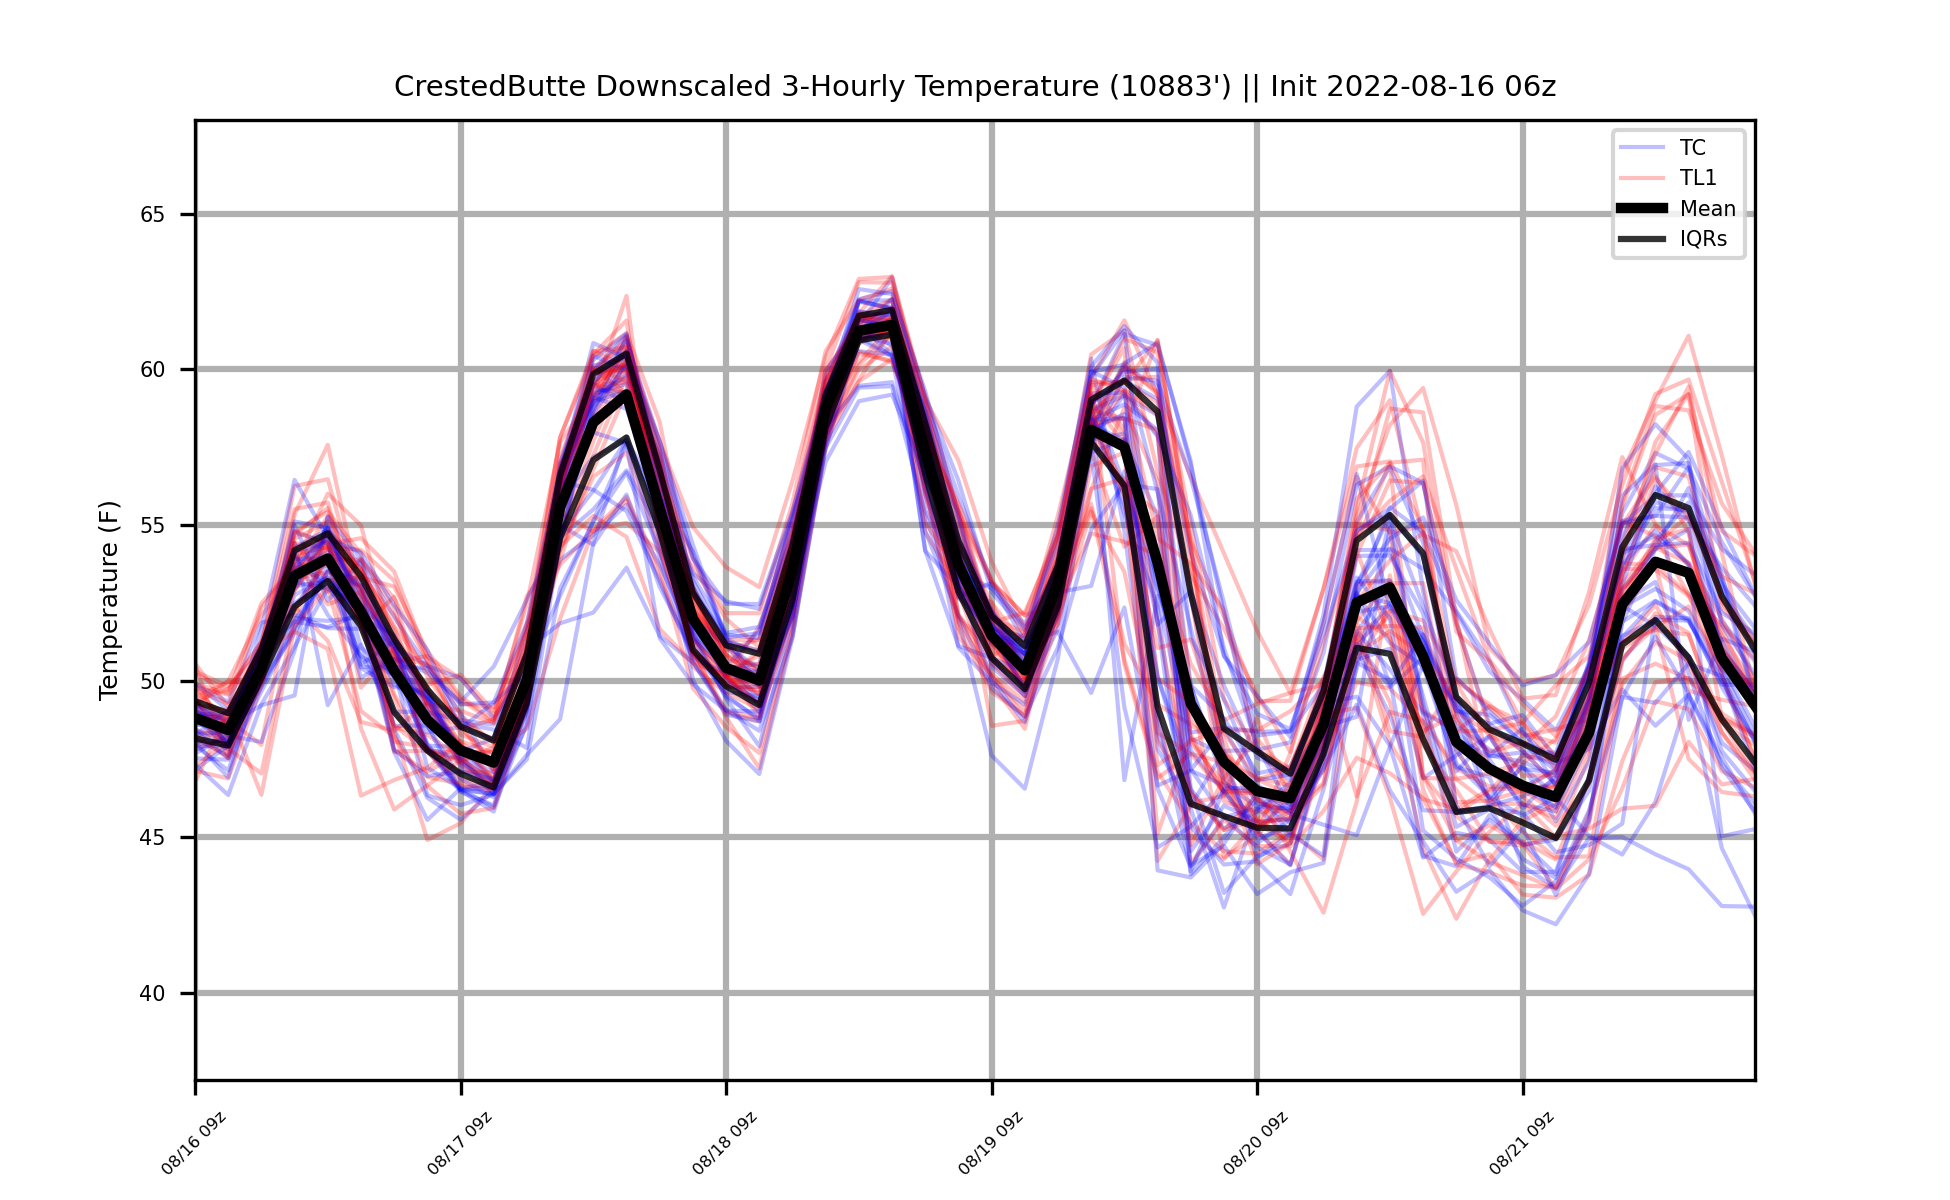 CrestedButte Downscaled 3-Hourly Temperature (10883') || Init 2022-08-16 06z
TC
TL1
Mean
IQRs
Temperature (F)
65
60
55
50
45
40
08/16 09z
08/17 09z
08/18 09z
08/19 09z
08/20 09z
08/21 09z